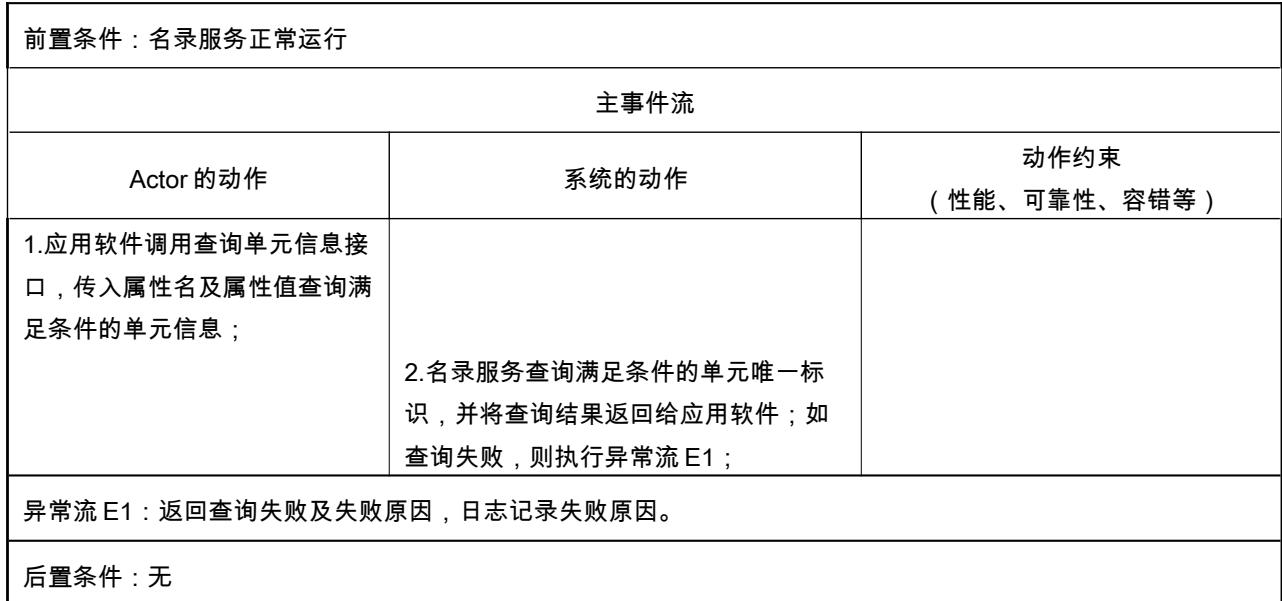 前置条件：名录服务正常运行
主事件流
Actor 的动作
系统的动作
动作约束
（性能、可靠性、容错等）
1.应用软件调用查询单元信息接
口，传入属性名及属性值查询满
足条件的单元信息；
2.名录服务查询满足条件的单元唯一标
识，并将查询结果返回给应用软件；如
查询失败，则执行异常流 E1；
异常流 E1：返回查询失败及失败原因，日志记录失败原因。
后置条件：无